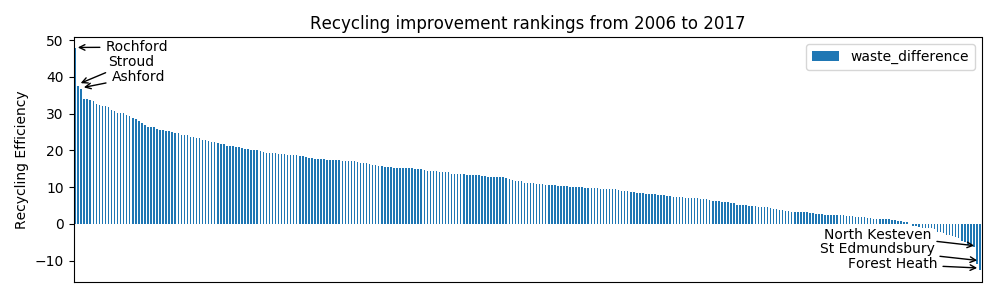 Recycling improvement rankings from 2006 to 2017
Recycling Efficiency
50
40
30
20
10
0
−10
Rochford
Stroud
Ashford
waste_difference
North Kesteven
St Edmundsbury
Forest Heath